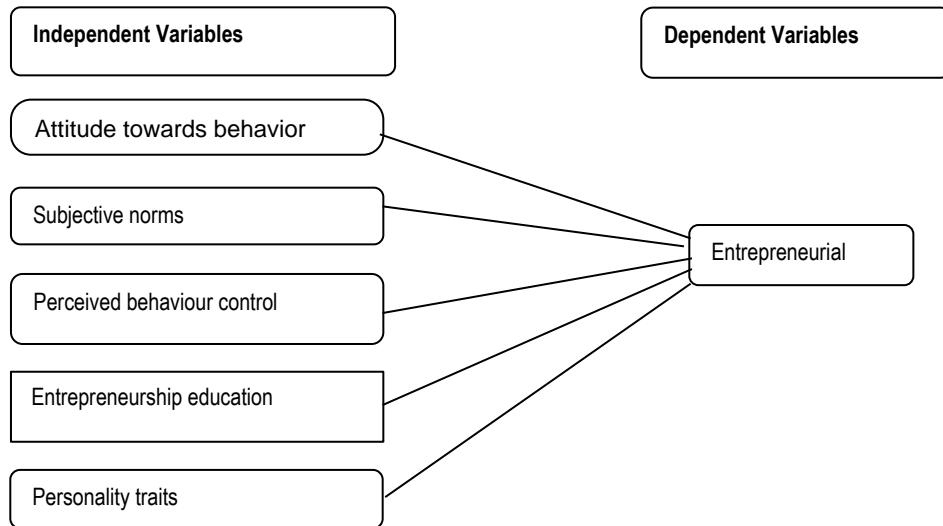 Independent Variables
Dependent Variables
Attitude towards behavior
Subjective norms
Entrepreneurial
Perceived behaviour control
Entrepreneurship education
Personality traits